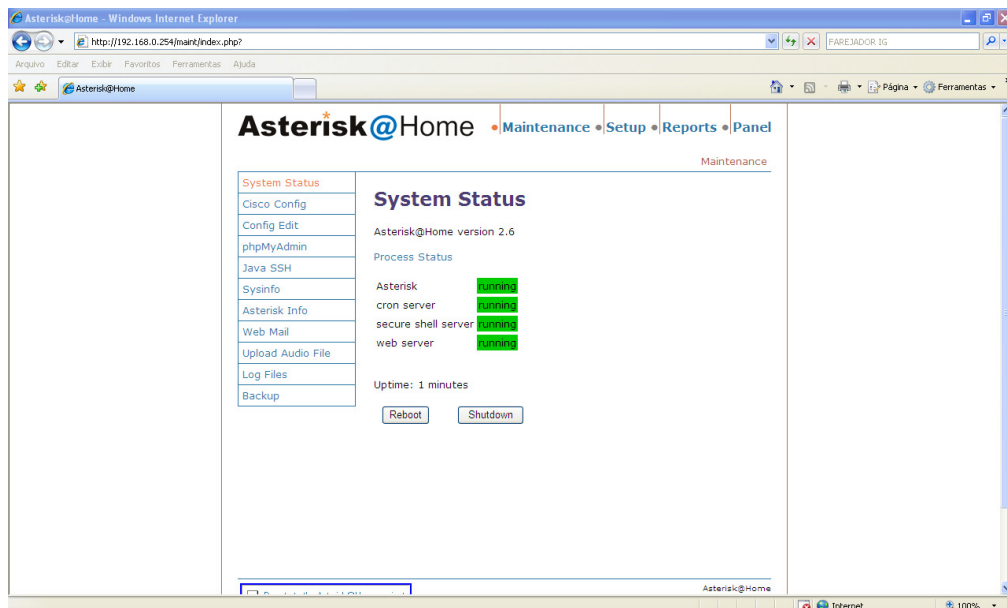 Asterisk@Home - Windows Internet Explorer
http://192.168.0.254/maint/index.php?
FAREJADOR IG
Arquivo Editar Exibir Favoritos Ferramentas Ajuda
Asterisk@Home
Página Ferramentas
Asterisk@Home Maintenance Setup Reports Panel
Maintenance
System Status
Cisco Config
Config Edit
phpMyAdmin
Java SSH
Sysinfo
Asterisk Info
Web Mail
Upload Audio File
Log Files
Backup
System Status
Asterisk@Home version 2.6
Process Status
Asterisk running
cron server running
secure shell server running
web server running
Uptime: 1 minutes
Reboot Shutdown
Asterisk@Home
Internet 100%